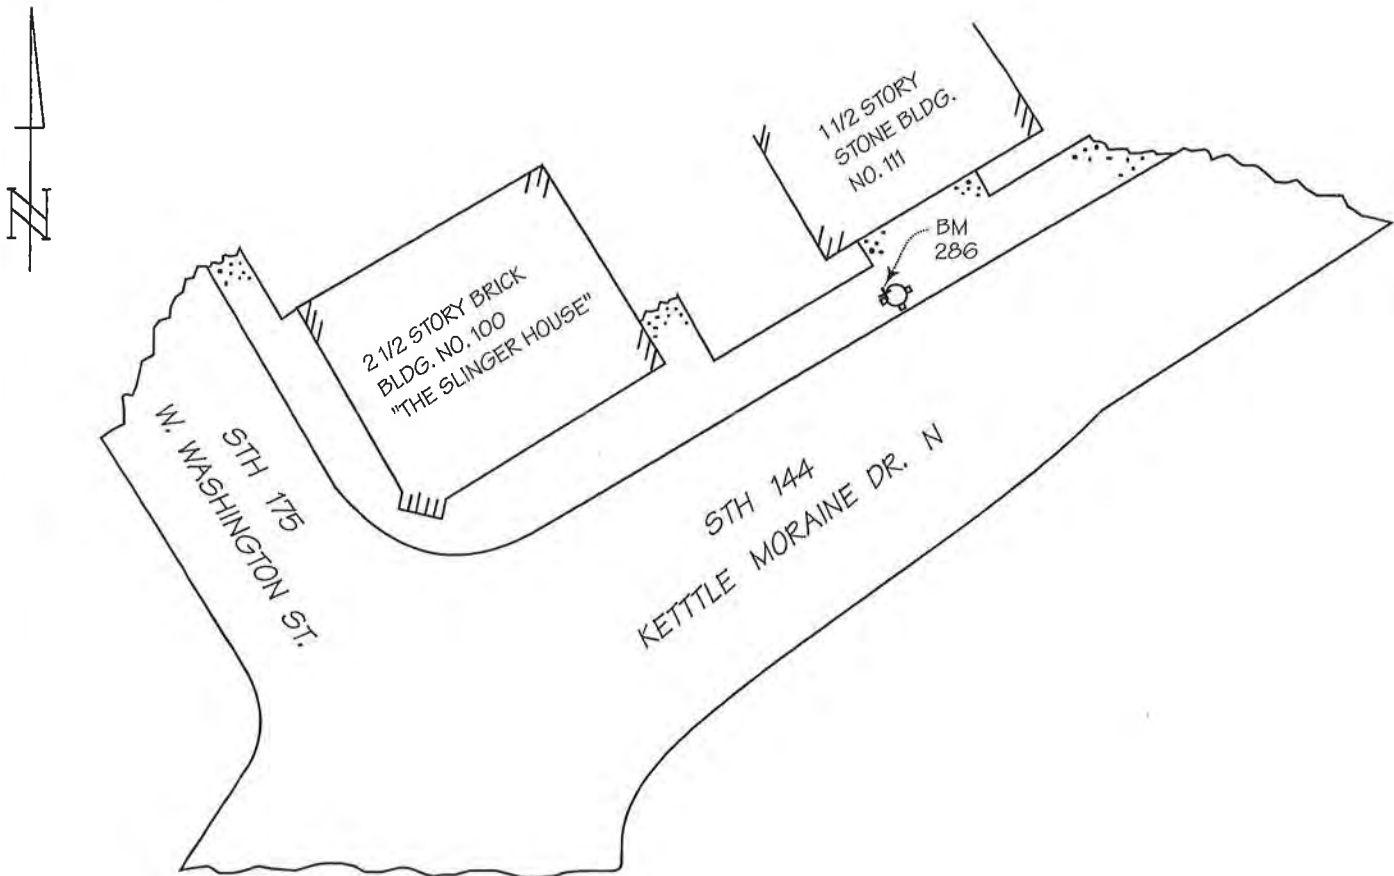 N
1 1/2 STORY
STONE BLDG.
NO. 111
BM
286
2 1/2 STORY BRICK
BLDG. NO. 100
"THE SLINGER HOUSE"
STH 175
W. WASHINGTON ST.
STH 144
KETTTLE MORAINE DR. N